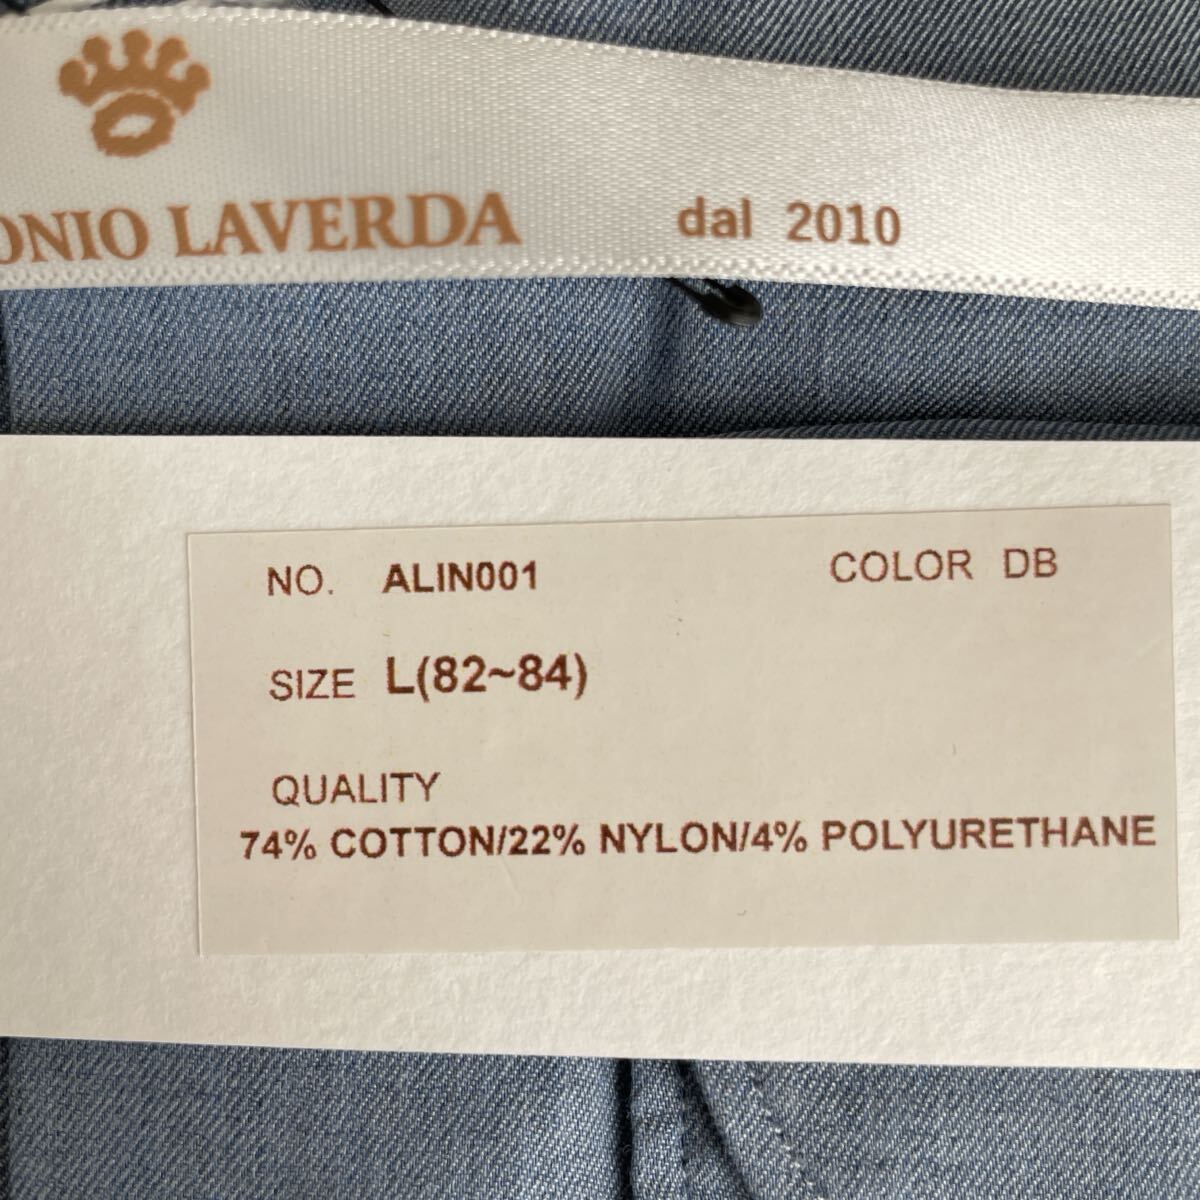 ONIO LAVERDA dal 2010
NO. ALIN001 COLOR DB
SIZE L(82~84)
QUALITY
74% COTTON/22% NYLON/4% POLYURETHANE